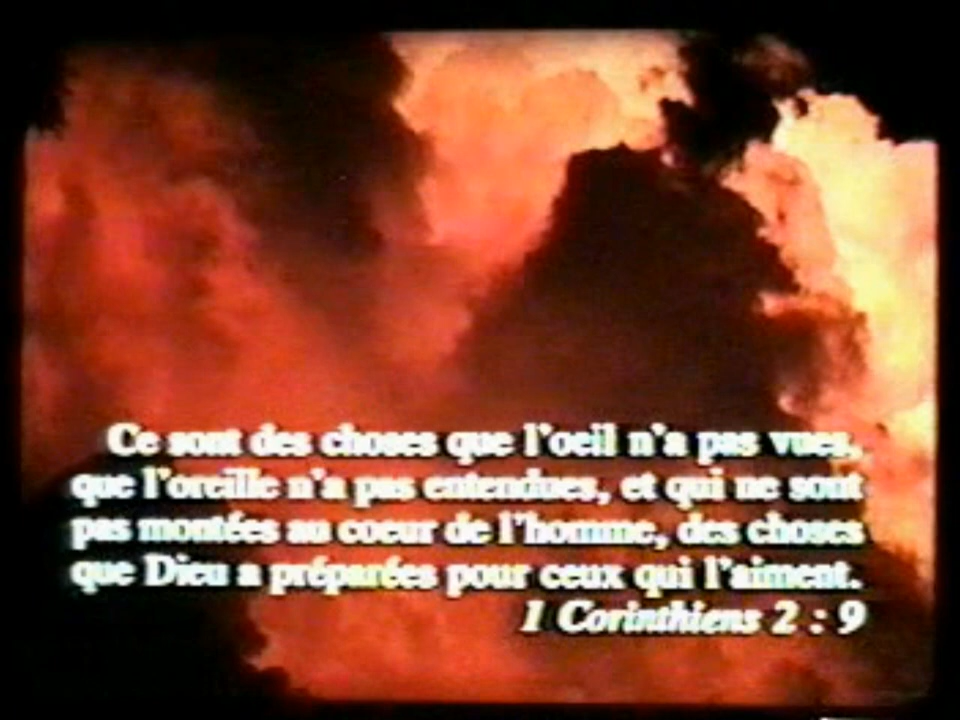 Ce sont des choses que l'oeil n'a pas vues,
que l'oreille n'a pas entendues, et qui ne sont
pas montées au coeur de l'homme, des choses
que Dieu a préparées pour ceux qui l'aiment.
1 Corinthiens 2 : 9